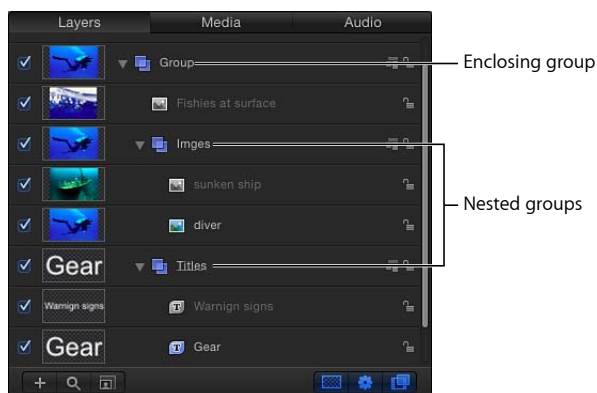 Layers Media Audio
Group Enclosing group
Fishies at surface
Imges
sunken ship Nested groups
diver
Gear Titles
Warnign signs Warnign signs
Gear Gear